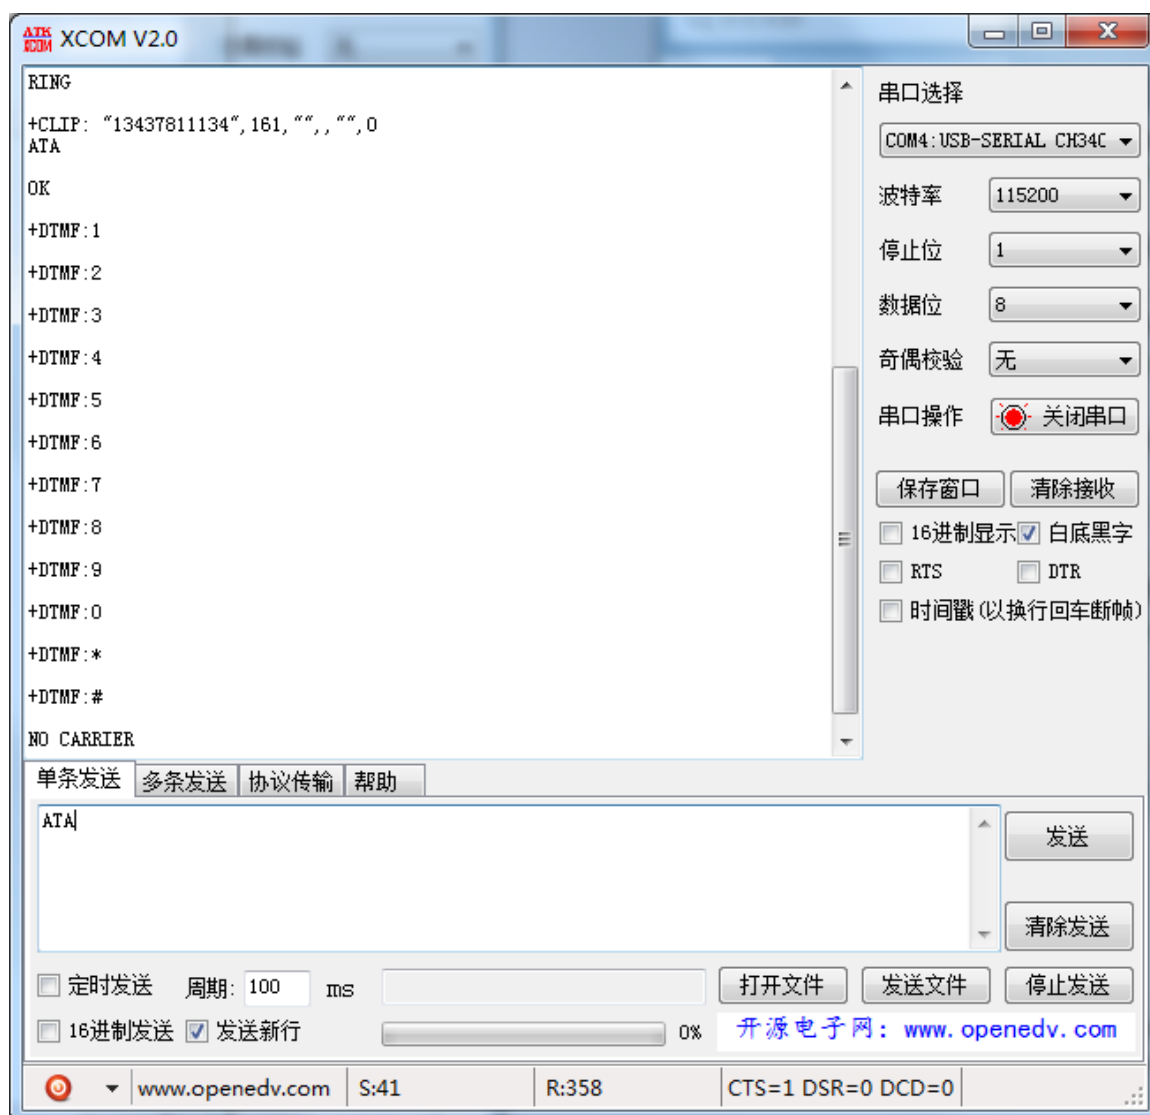 ATK XCOM XCOM V2.0
RING
+CLIP: "13437811134",161,"",,"",0
ATA
OK
+DTMF:1
+DTMF:2
+DTMF:3
+DTMF:4
+DTMF:5
+DTMF:6
+DTMF:7
+DTMF:8
+DTMF:9
+DTMF:0
+DTMF:*
+DTMF:#
NO CARRIER
串口选择
COM4:USB-SERIAL CH34C
波特率 115200
停止位 1
数据位 8
奇偶校验 无
串口操作 关闭串口
保存窗口 清除接收
16进制显示 白底黑字
RTS DTR
时间戳(以换行回车断帧)
单条发送 多条发送 协议传输 帮助
ATA
发送
清除发送
定时发送 周期: 100 ms 打开文件 发送文件 停止发送
16进制发送 发送新行 0% 开源电子网: www.openedv.com
www.openedv.com S:41 R:358 CTS=1 DSR=0 DCD=0